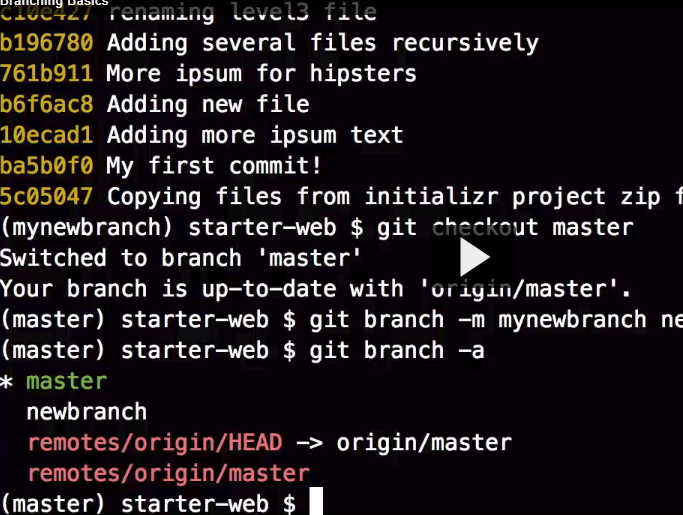 Branching Basics
c10e427 renaming level3 file
b196780 Adding several files recursively
761b911 More ipsum for hipsters
b6f6ac8 Adding new file
10ecad1 Adding more ipsum text
ba5b0f0 My first commit!
5c05047 Copying files from initializr project zip f
(mynewbranch) starter-web $ git checkout master
Switched to branch 'master'
Your branch is up-to-date with 'origin/master'.
(master) starter-web $ git branch -m mynewbranch ne
(master) starter-web $ git branch -a
* master
newbranch
remotes/origin/HEAD -> origin/master
remotes/origin/master
(master) starter-web $